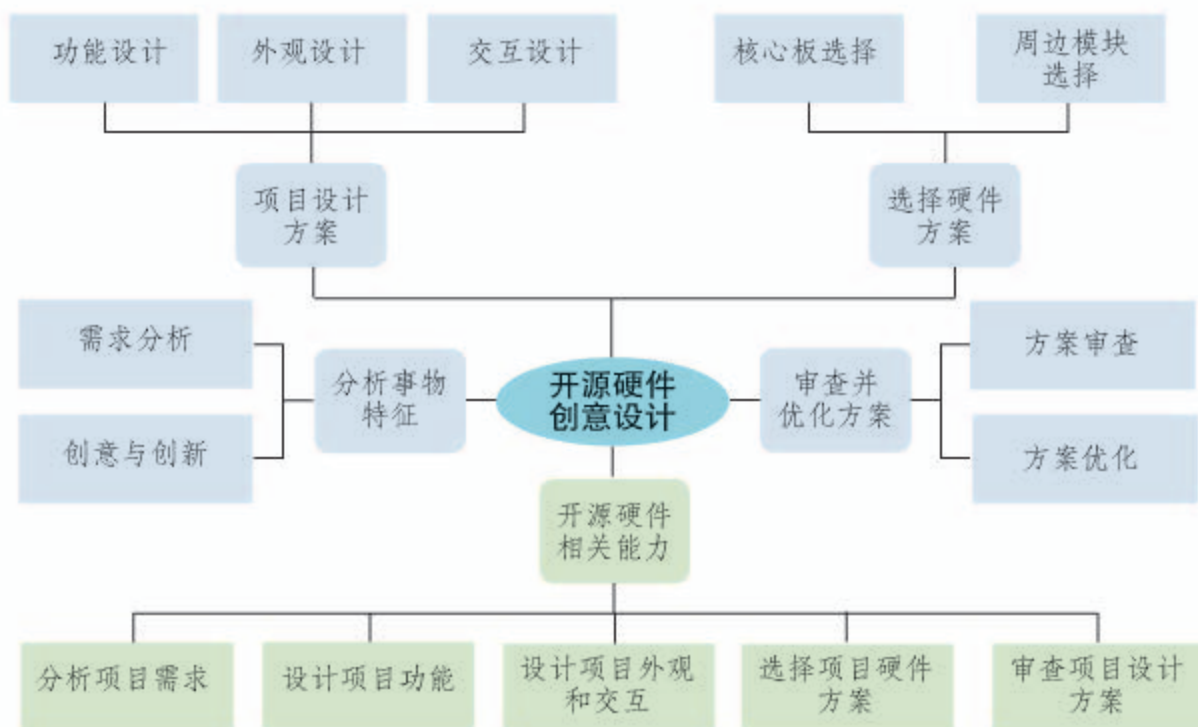 功能设计
外观设计
交互设计
核心板选择
周边模块
选择
项目设计
方案
选择硬件
方案
需求分析
创意与创新
分析事物
特征
开源硬件
创意设计
审查并
优化方案
方案审查
方案优化
开源硬件
相关能力
分析项目需求
设计项目功能
设计项目外观
和交互
选择项目硬件
方案
审查项目设计
方案